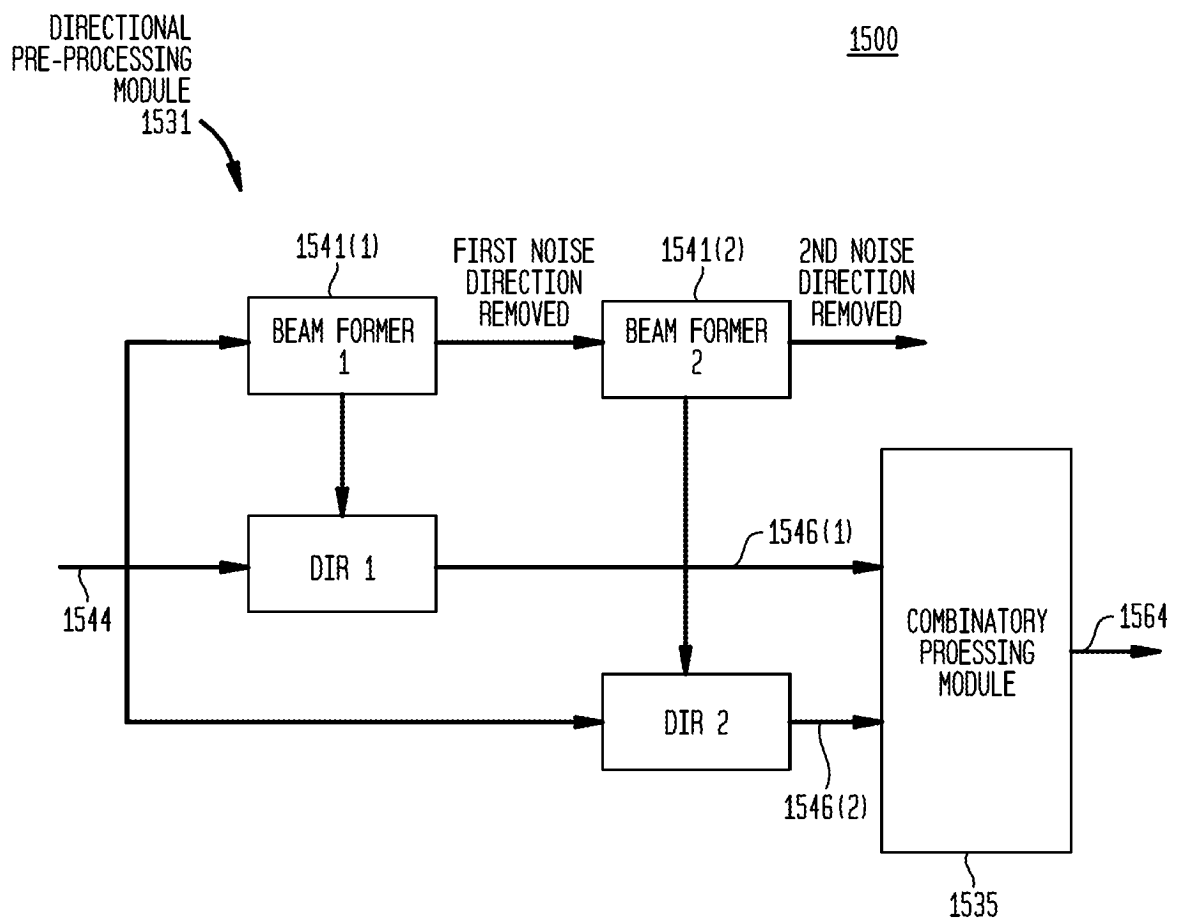 DIRECTIONAL
PRE-PROCESSING
MODULE
1531
1500
1541(1)
FIRST NOISE
DIRECTION
REMOVED
1541(2)
2ND NOISE
DIRECTION
REMOVED
BEAM FORMER
1
BEAM FORMER
2
DIR 1
1546(1)
1544
COMBINATORY
PROESSING
MODULE
1564
DIR 2
1546(2)
1535